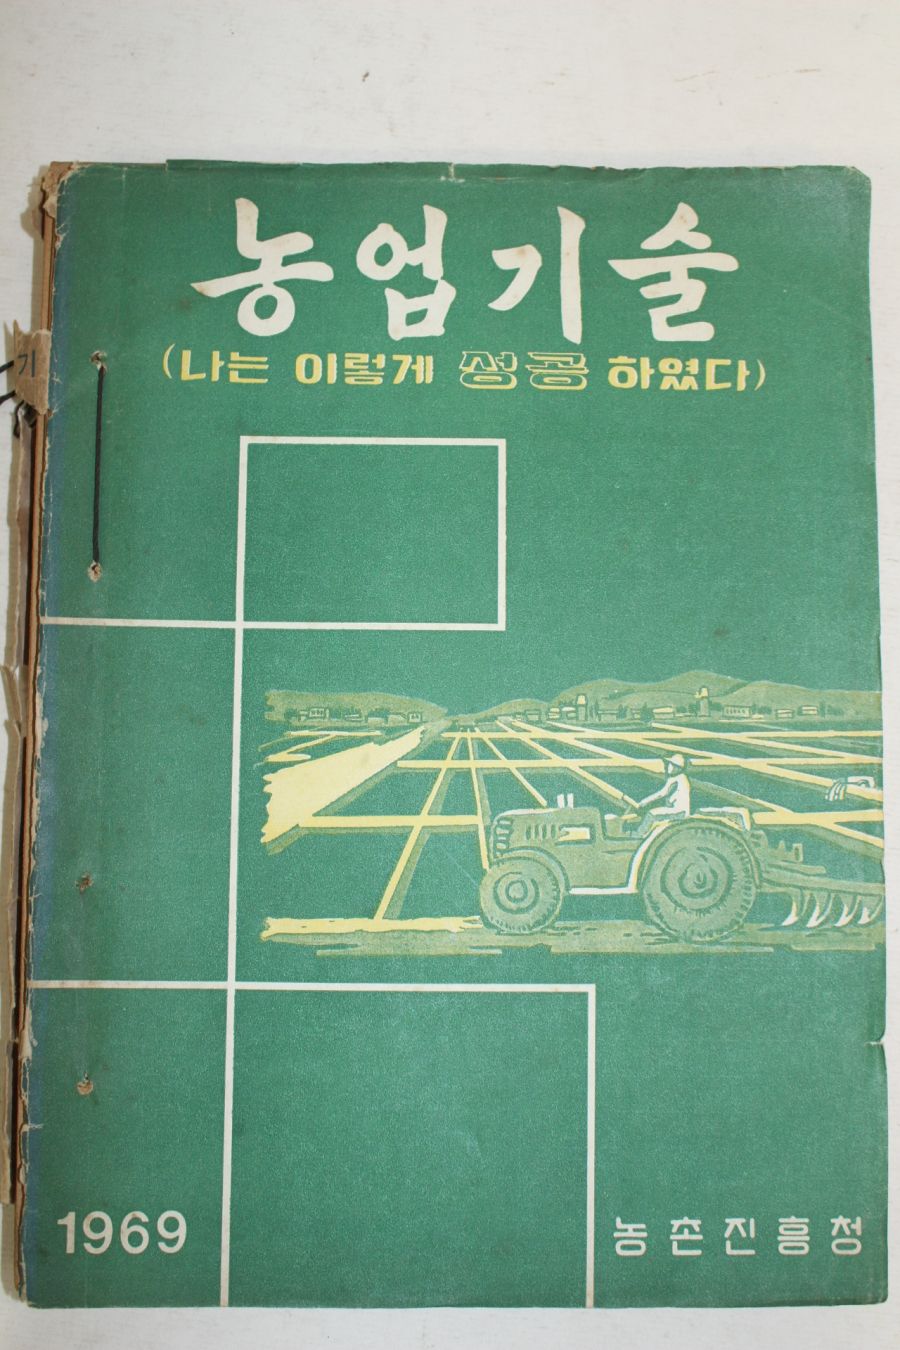 농업기술
(나는 이렇게 성공 하였다)
기
1969
농촌진흥청